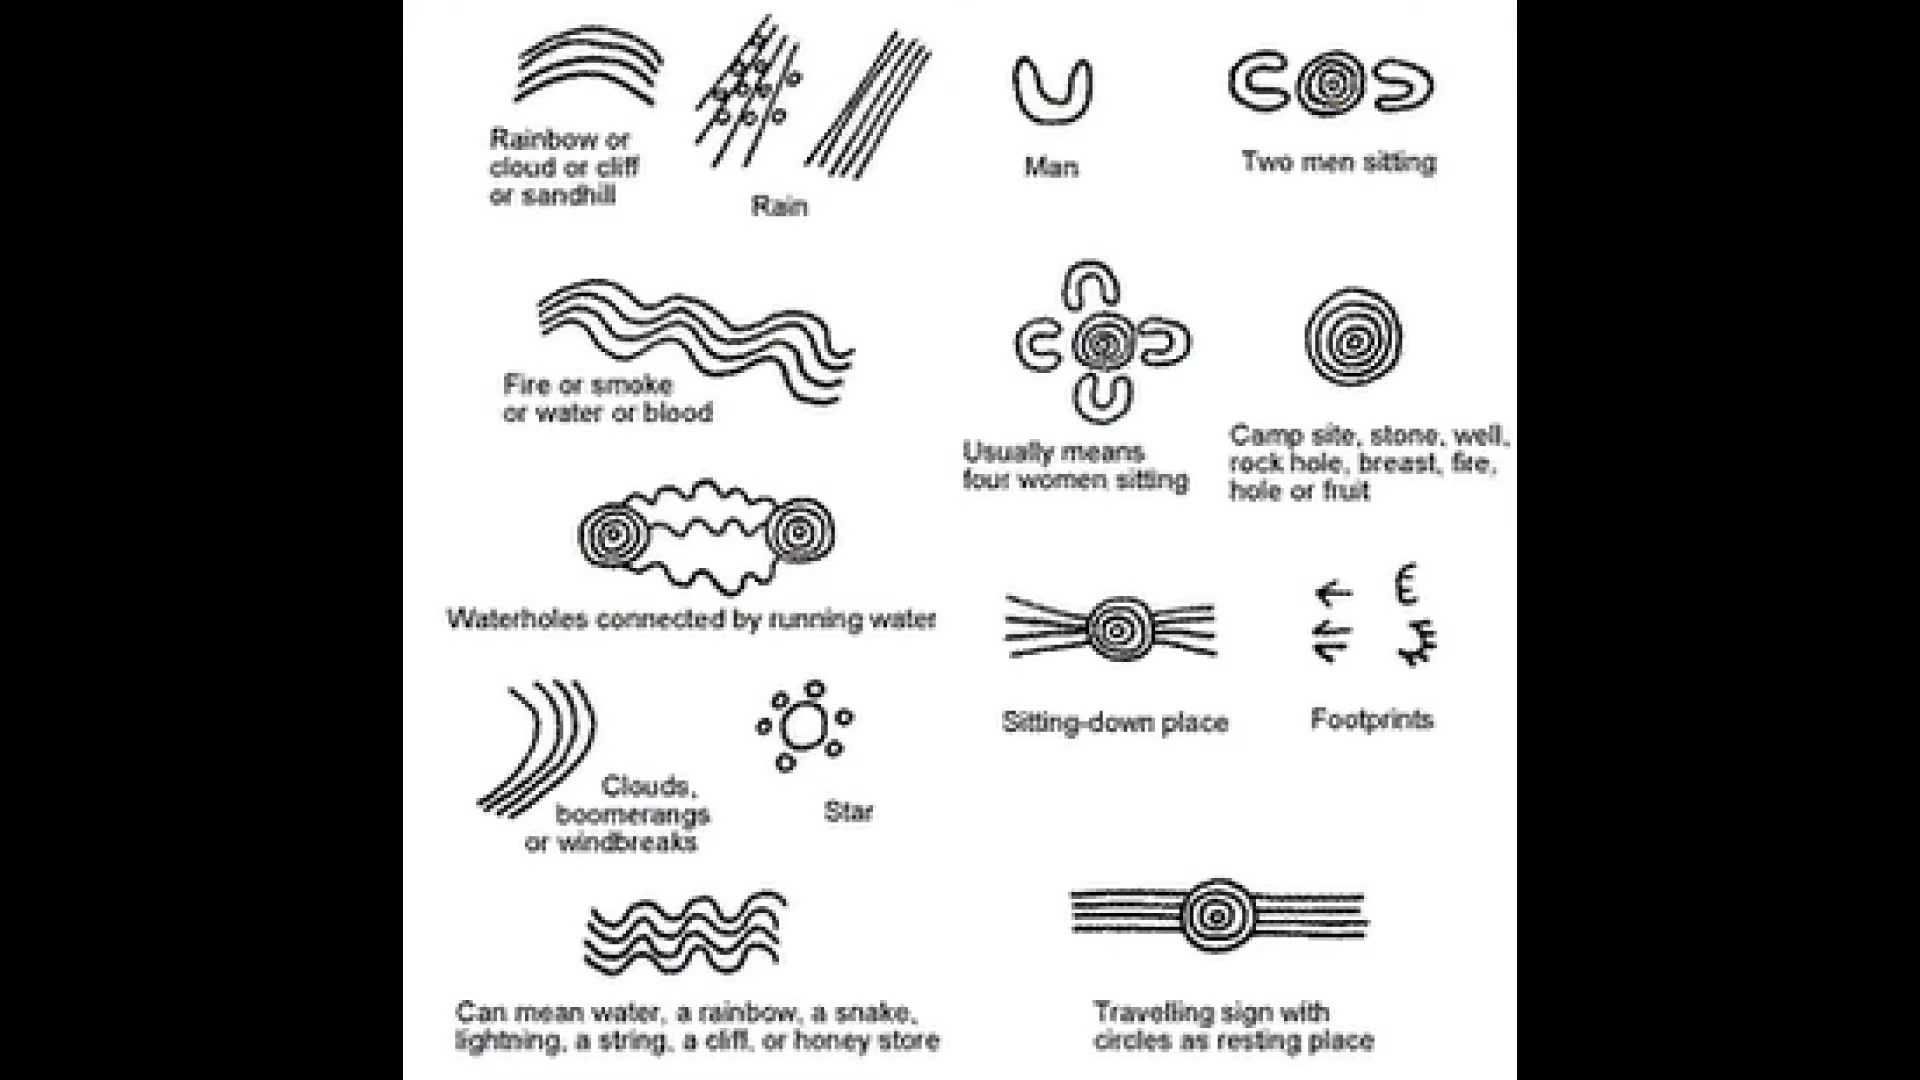 Rainbow or
cloud or cliff
or sandhill
Rain
Man
Two men sitting
Fire or smoke
or water or blood
Usually means
four women sitting
Camp site, stone, well,
rock hole, breast, fire,
hole or fruit
Waterholes connected by running water
Sitting-down place
Footprints
Clouds,
boomerangs
or windbreaks
Star
Can mean water, a rainbow, a snake,
lightning, a string, a cliff, or honey store
Travelling sign with
circles as resting place